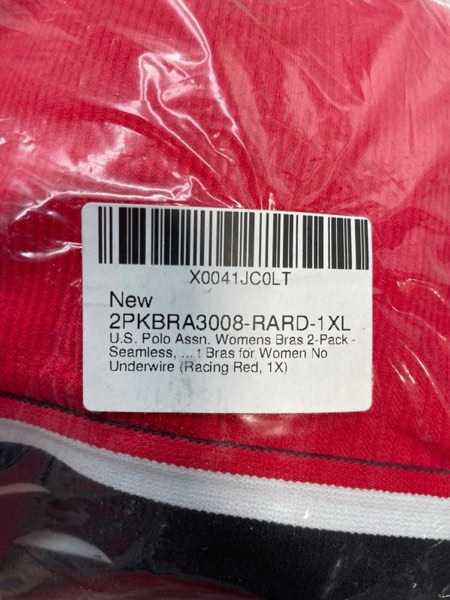 X0041JC0LT
New
2PKBRA3008-RARD-1XL
U.S. Polo Assn. Womens Bras 2-Pack -
Seamless, ... t Bras for Women No
Underwire (Racing Red, 1X)